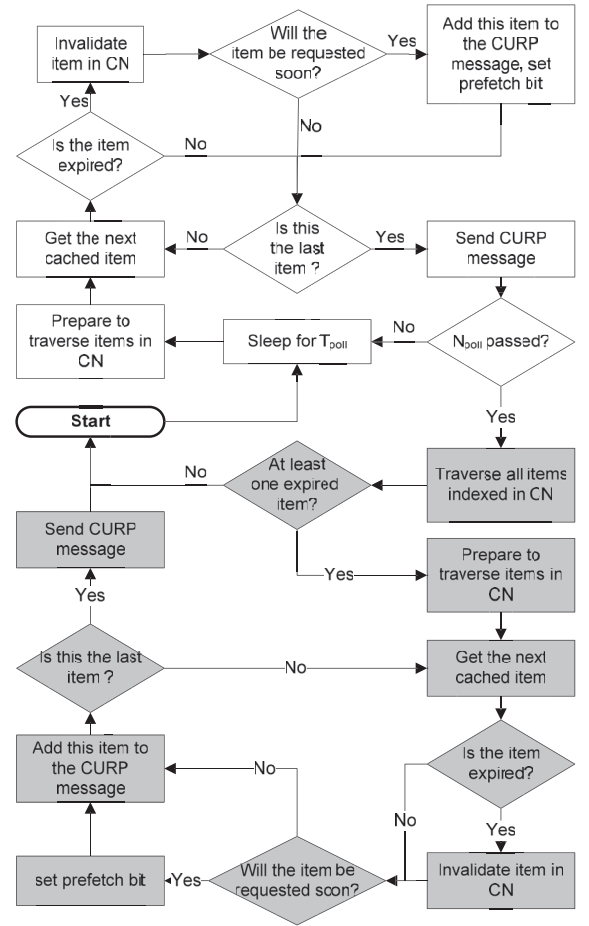 Invalidate
item in CN
Will the
item be requested
soon?
Yes
Add this item to
the CURP
message, set
prefetch bit
Yes
No
Is the item
expired?
No
Get the next
cached item
No
Is this
the last
item ?
Yes
Send CURP
message
Prepare to
traverse items in
CN
Sleep for Tpoll
No
Npoll passed?
Start
Yes
At least
one expired
item?
No
Traverse all items
indexed in CN
Send CURP
message
Yes
Prepare to
traverse items in
CN
Yes
Is this the last
item ?
No
Get the next
cached item
Add this item to
the CURP
message
No
Is the item
expired?
No
Yes
set prefetch bit
Yes
Will the item be
requested soon?
Invalidate item in
CN